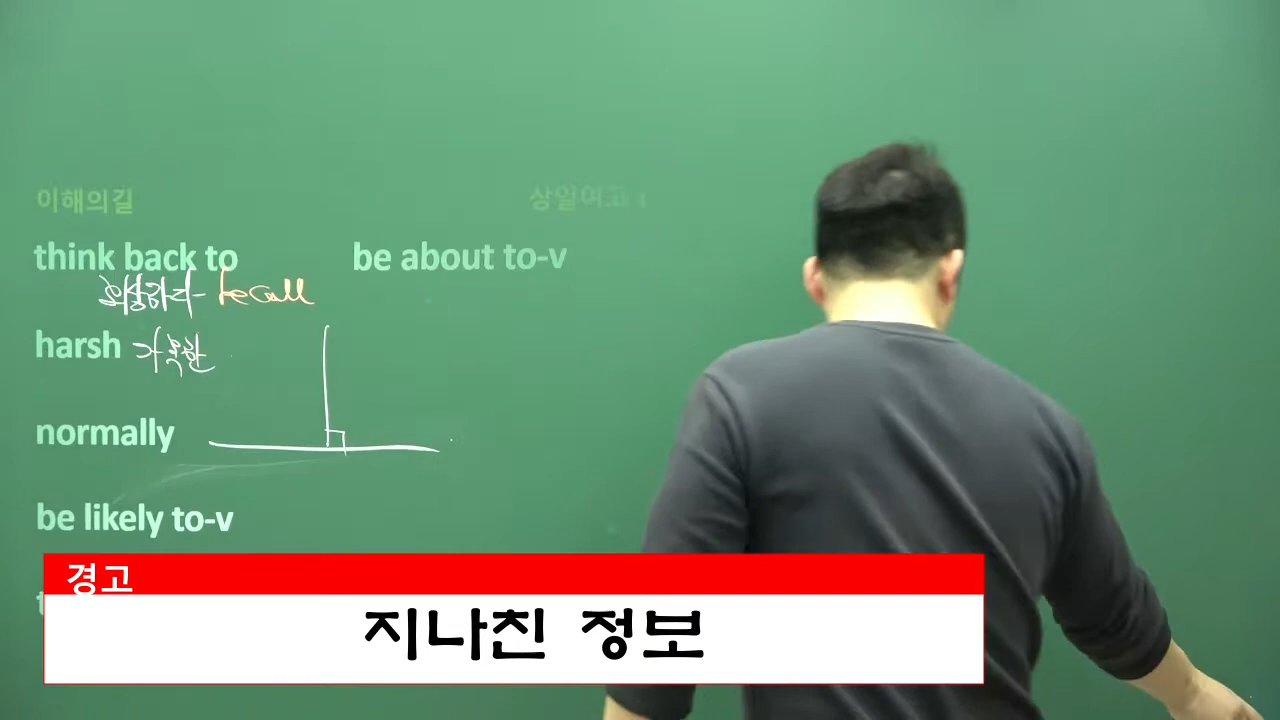 이해의길
상일여고
think back to
be about to-v
회상하다- recall
harsh 가혹한
normally
be likely to-v
경고
지나친 정보